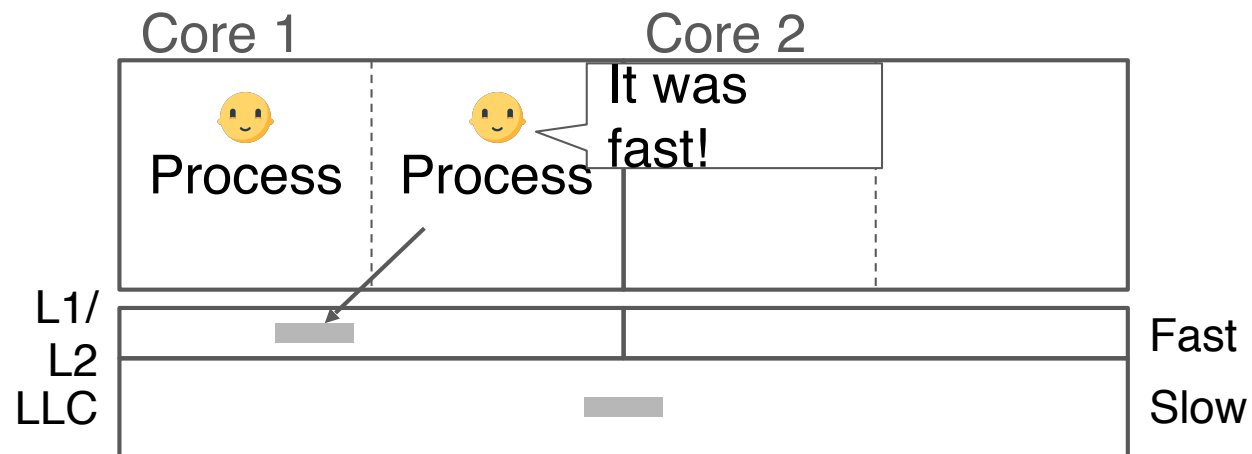 Core 1
Core 2
It was
fast!
Process
Process
L1/
L2
Fast
LLC
Slow